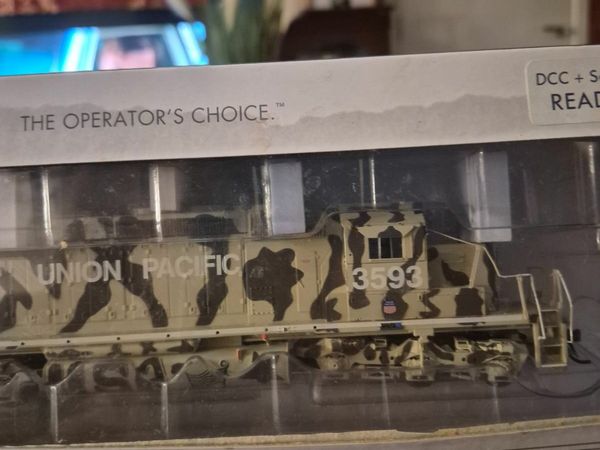 THE OPERATOR'S CHOICE.™
DCC + S
READ
UNION PACIFIC
3593